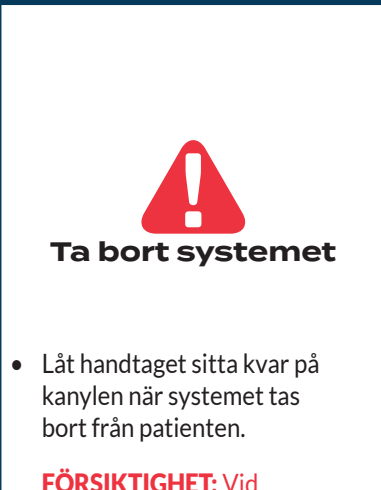 Ta bort systemet
• Låt handtaget sitta kvar på
kanylen när systemet tas
bort från patienten.
FÖRSIKTIGHET: Vid